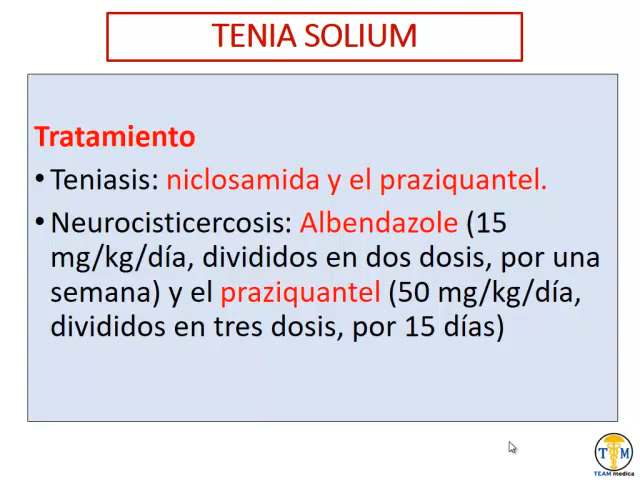 TENIA SOLIUM
Tratamiento
• Teniasis: niclosamida y el praziquantel.
• Neurocisticercosis: Albendazole (15
mg/kg/día, divididos en dos dosis, por una
semana) y el praziquantel (50 mg/kg/día,
divididos en tres dosis, por 15 días)
T M
TEAM medica